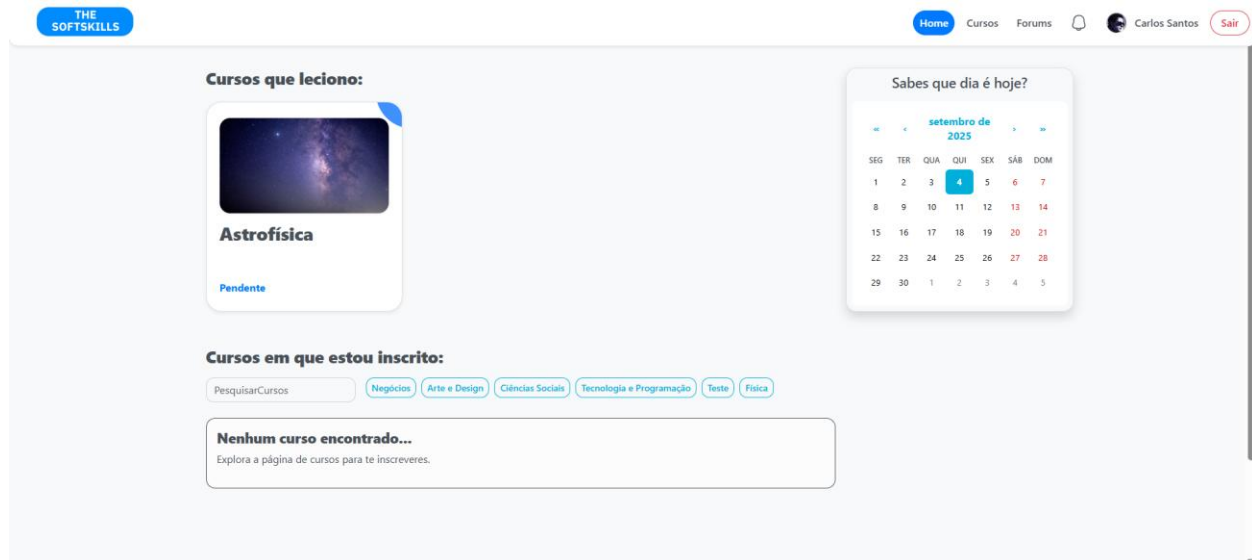 THE
SOFTSKILLS
Home Cursos Forums Carlos Santos Sair
Cursos que leciono:
Astrofísica
Pendente
Sabes que dia é hoje?
« ‹ setembro de 2025 › »
SEG TER QUA QUI SEX SÁB DOM
1 2 3 4 5 6 7
8 9 10 11 12 13 14
15 16 17 18 19 20 21
22 23 24 25 26 27 28
29 30 1 2 3 4 5
Cursos em que estou inscrito:
PesquisarCursos Negócios Arte e Design Ciências Sociais Tecnologia e Programação Teste Física
Nenhum curso encontrado...
Explora a página de cursos para te inscreveres.